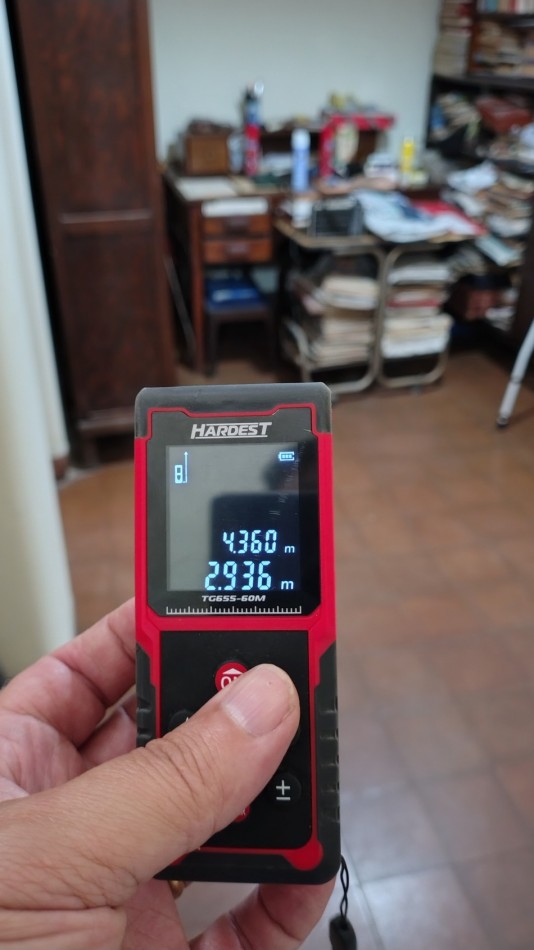 HARDEST
4.360 m
2.936 m
TG655-60M
±